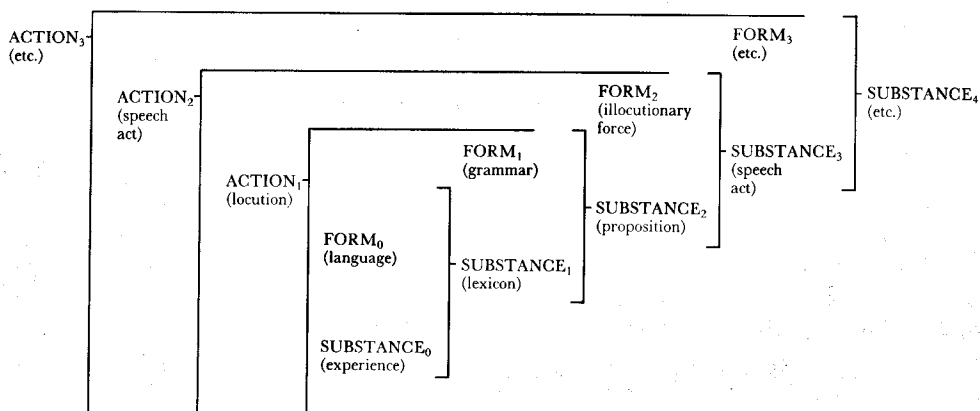 ACTION₃
(etc.)
FORM₃
(etc.)
ACTION₂
(speech
act)
FORM₂
(illocutionary
force)
SUBSTANCE₄
(etc.)
ACTION₁
(locution)
FORM₁
(grammar)
SUBSTANCE₃
(speech
act)
FORM₀
(language)
SUBSTANCE₂
(proposition)
SUBSTANCE₁
(lexicon)
SUBSTANCE₀
(experience)